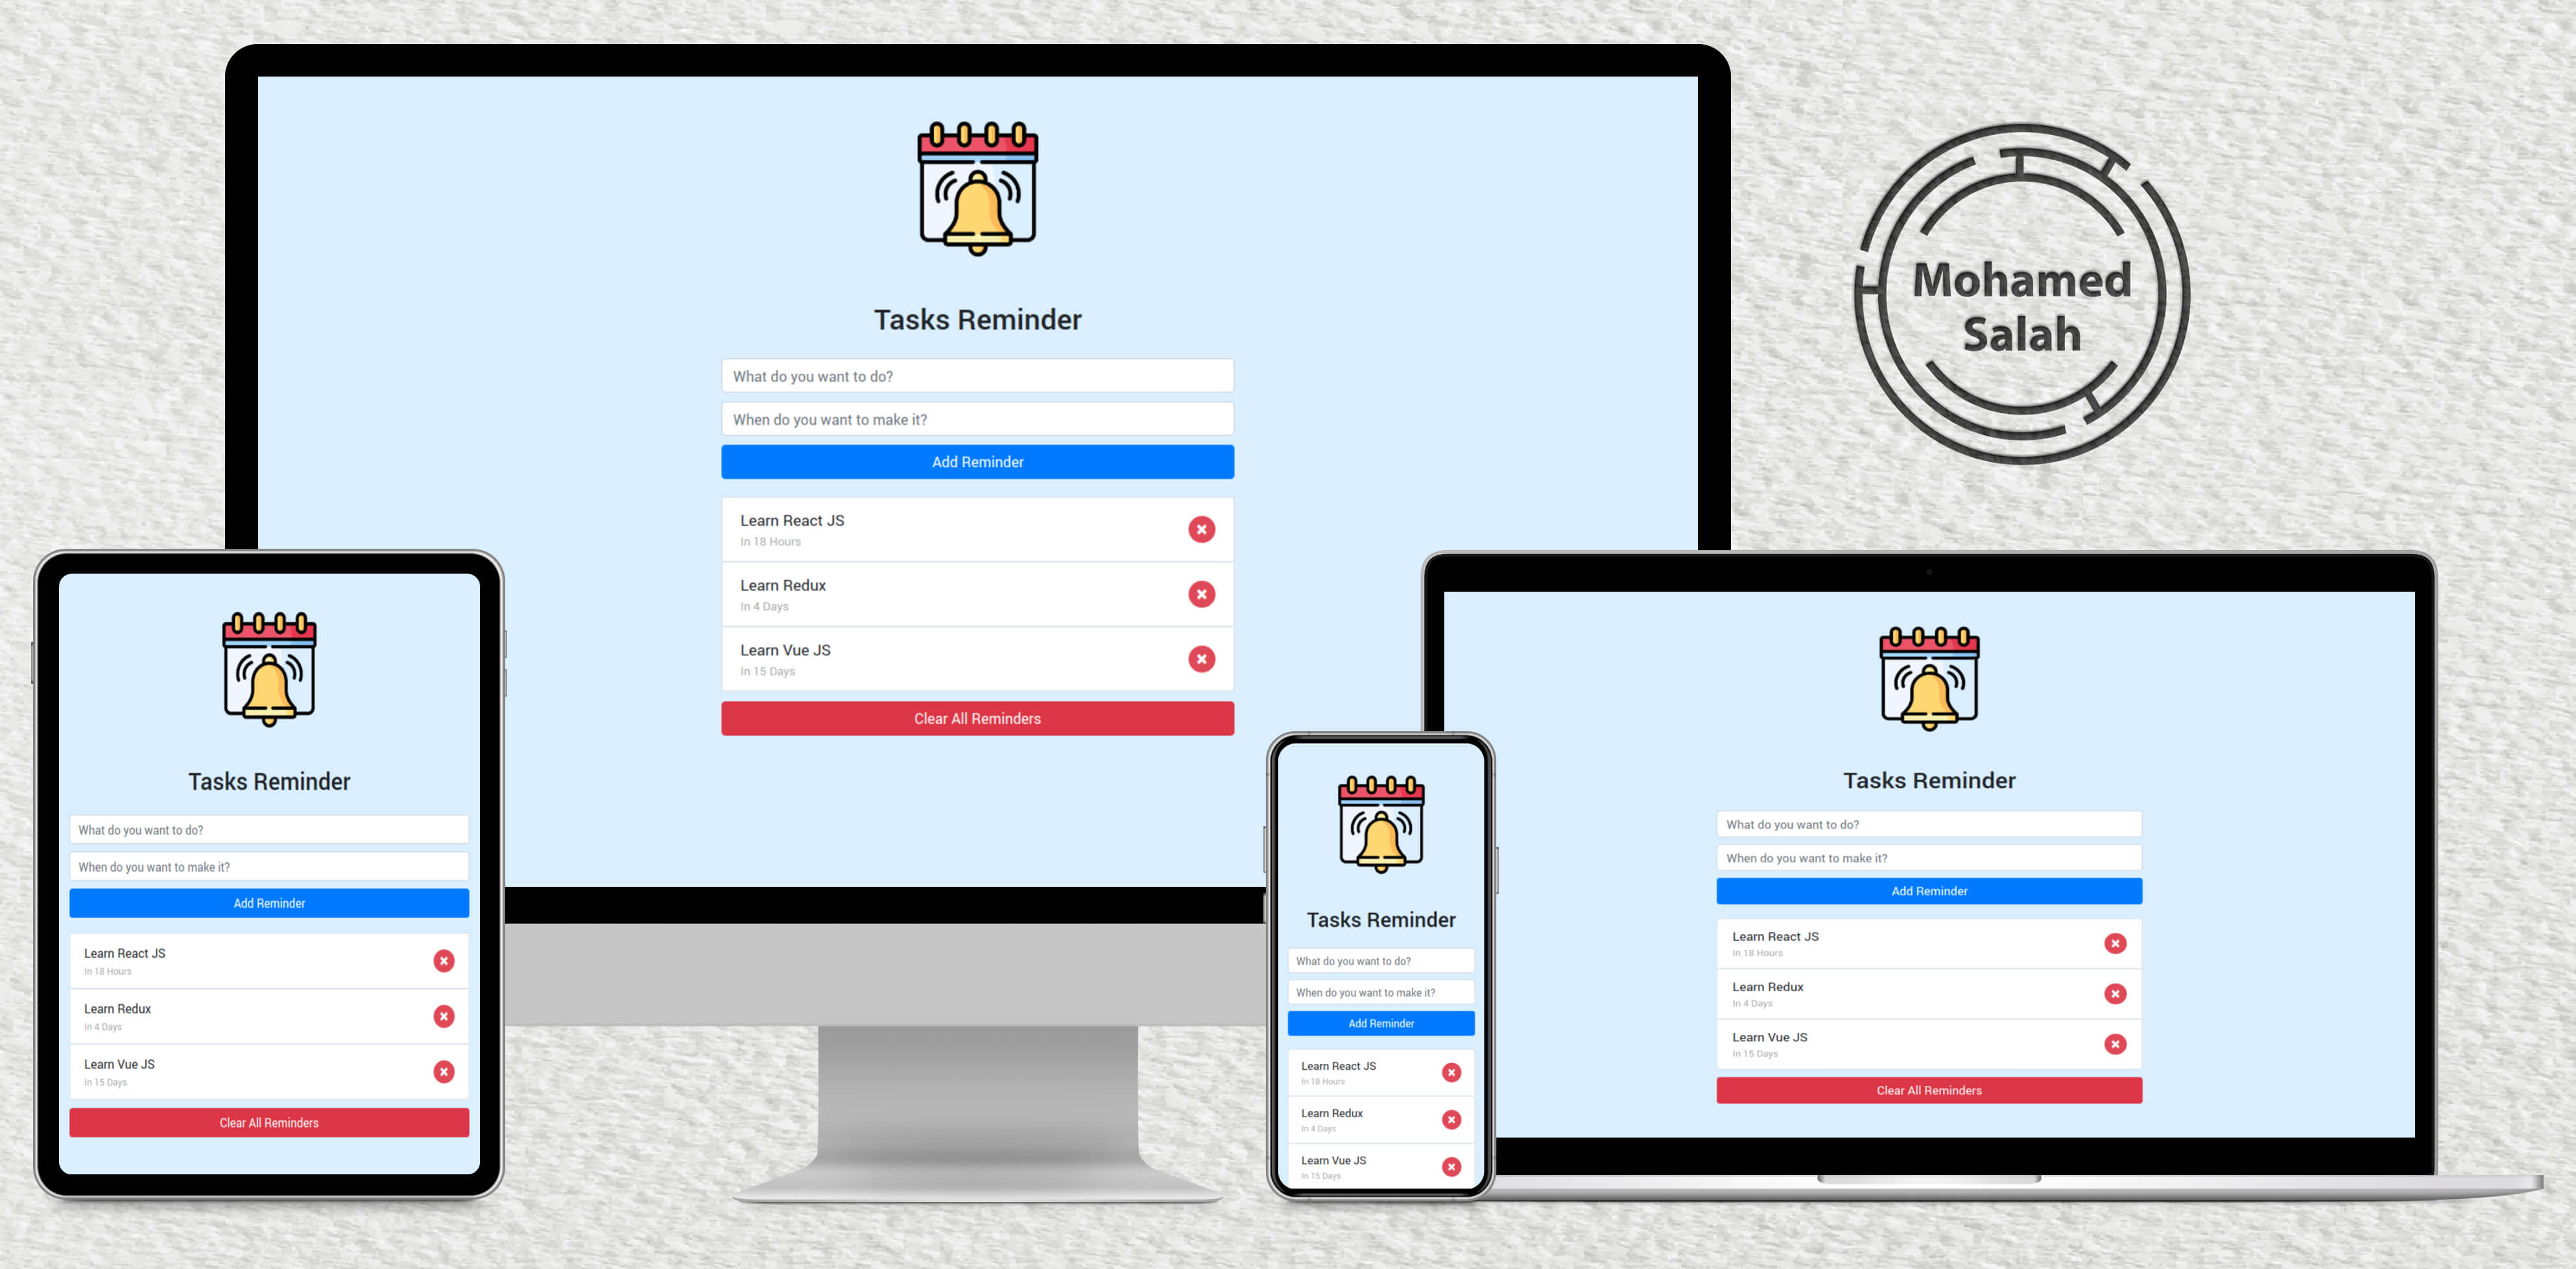 Tasks Reminder
What do you want to do?
When do you want to make it?
Add Reminder
Learn React JS
In 18 Hours
Learn Redux
In 4 Days
Learn Vue JS
In 15 Days
Clear All Reminders
Mohamed
Salah
Tasks Reminder
What do you want to do?
When do you want to make it?
Add Reminder
Learn React JS
In 18 Hours
Learn Redux
In 4 Days
Learn Vue JS
In 15 Days
Clear All Reminders
Tasks Reminder
What do you want to do?
When do you want to make it?
Add Reminder
Learn React JS
In 18 Hours
Learn Redux
In 4 Days
Learn Vue JS
In 15 Days
Tasks Reminder
What do you want to do?
When do you want to make it?
Add Reminder
Learn React JS
In 18 Hours
Learn Redux
In 4 Days
Learn Vue JS
In 15 Days
Clear All Reminders